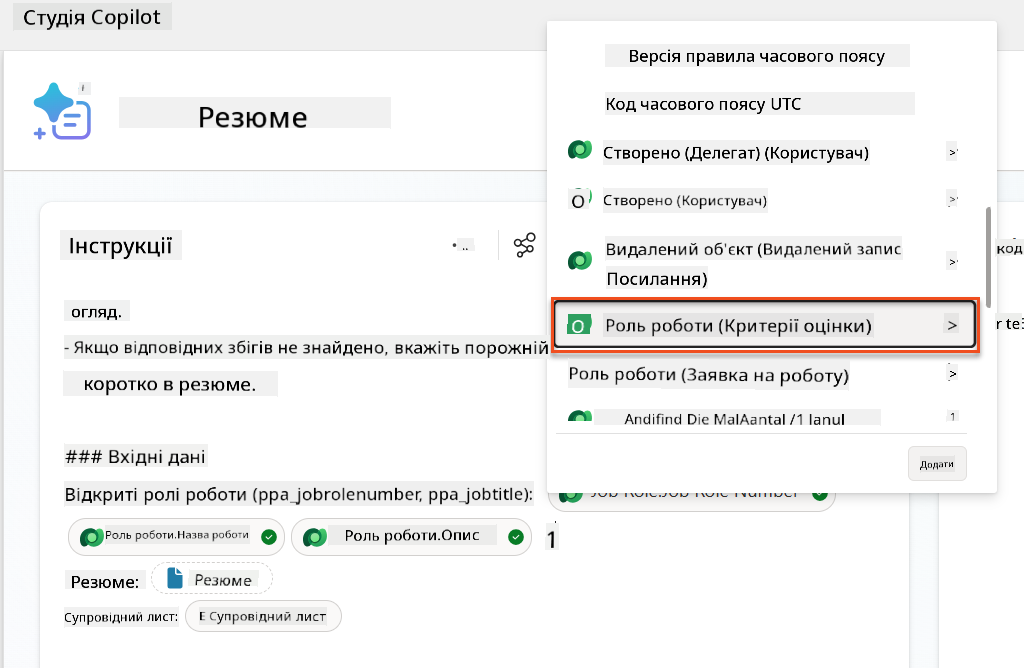 Студія Copilot
Резюме
Інструкції
огляд.
- Якщо відповідних збігів не знайдено, вкажіть порожній
коротко в резюме.
### Вхідні дані
Відкриті ролі роботи (ppa_jobrolenumber, ppa_jobtitle):
Job Role.Job Role Number
Роль роботи.Назва роботи
Роль роботи.Опис
1
Резюме: Резюме
Супровідний лист: E Супровідний лист
Версія правила часового поясу
Код часового поясу UTC
Створено (Делегат) (Користувач) >
Створено (Користувач) >
Видалений об'єкт (Видалений запис >
Посилання)
Роль роботи (Критерії оцінки) >
Роль роботи (Заявка на роботу) >
Andifind Die MalAantal /1 Ianul 1
Додати
код
r te3